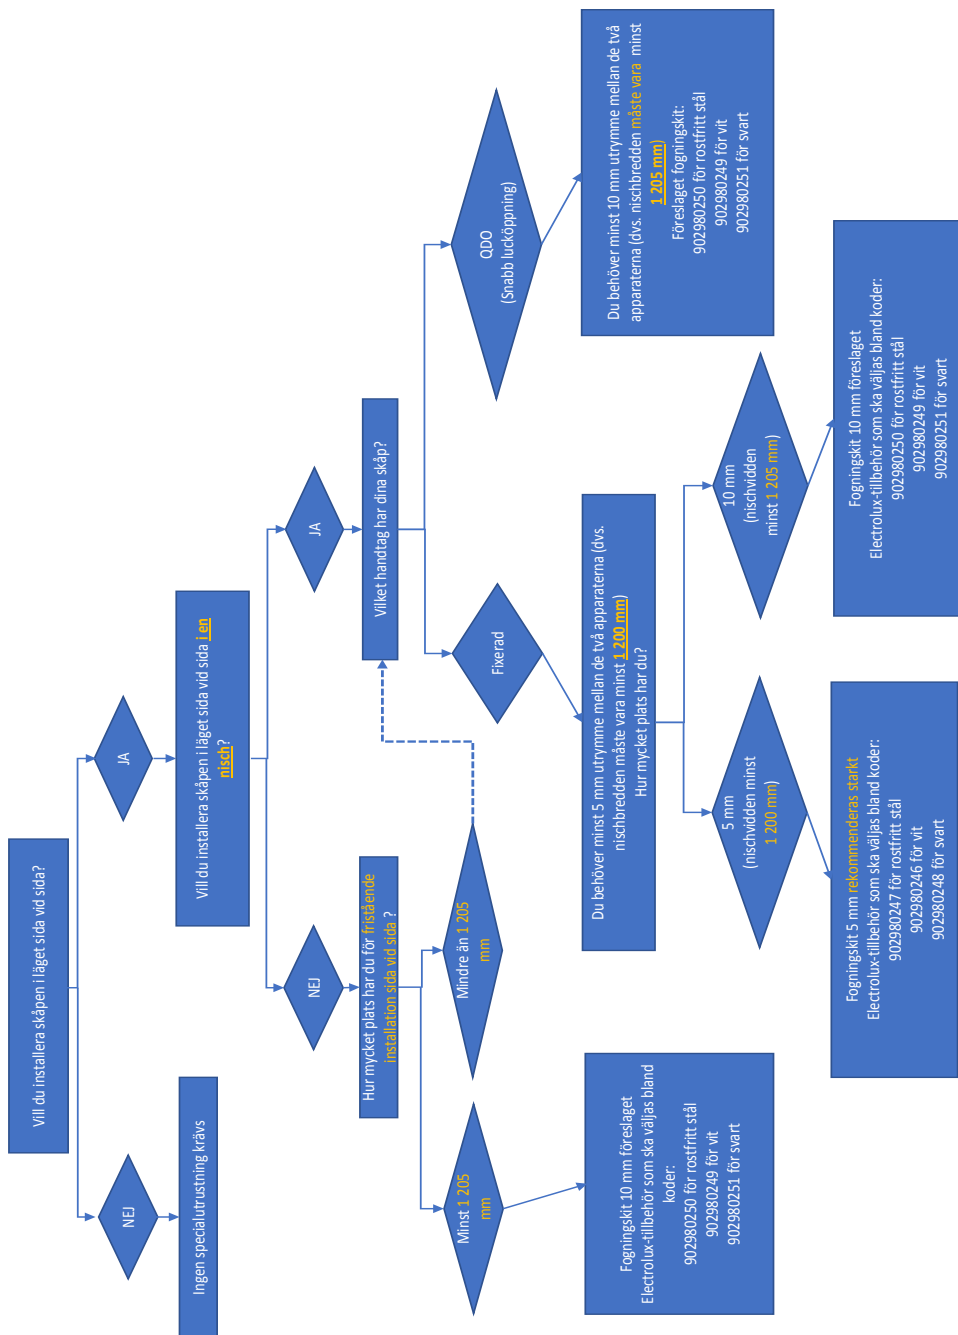 Vill du installera skåpen i läget sida vid sida?
NEJ
JA
Ingen specialutrustning krävs
Vill du installera skåpen i läget sida vid sida i en
nisch?
NEJ
JA
Hur mycket plats har du för fristående
installation sida vid sida ?
Vilket handtag har dina skåp?
Minst 1 205
mm
Mindre än 1 205
mm
Fixerad
QDO
(Snabb lucköppning)
Fogningskit 10 mm föreslaget
Electrolux-tillbehör som ska väljas bland
koder:
902980250 för rostfritt stål
902980249 för vit
902980251 för svart
Du behöver minst 5 mm utrymme mellan de två apparaterna (dvs.
nischbredden måste vara minst 1 200 mm)
Hur mycket plats har du?
Du behöver minst 10 mm utrymme mellan de två
apparaterna (dvs. nischbredden måste vara minst
1 205 mm)
Föreslaget fogningskit:
902980250 för rostfritt stål
902980249 för vit
902980251 för svart
5 mm
(nischvidden minst
1 200 mm)
10 mm
(nischvidden
minst 1 205 mm)
Fogningskit 5 mm rekommenderas starkt
Electrolux-tillbehör som ska väljas bland koder:
902980247 för rostfritt stål
902980246 för vit
902980248 för svart
Fogningskit 10 mm föreslaget
Electrolux-tillbehör som ska väljas bland koder:
902980250 för rostfritt stål
902980249 för vit
902980251 för svart